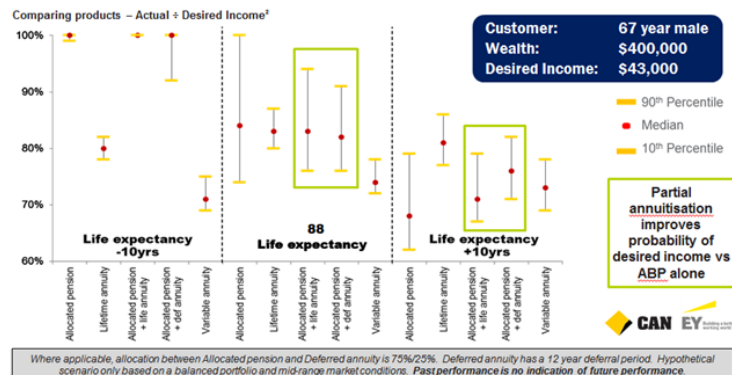 Comparing products – Actual ÷ Desired Income²
Customer: 67 year male
Wealth: $400,000
Desired Income: $43,000
100%
90%
80%
70%
60%
90th Percentile
Median
10th Percentile
Life expectancy
-10yrs
88
Life expectancy
Life expectancy
+10yrs
Allocated pension
Lifetime annuity
Allocated pension
+ life annuity
Allocated pension
+ def annuity
Variable annuity
Allocated pension
Lifetime annuity
Allocated pension
+ life annuity
Allocated pension
+ def annuity
Variable annuity
Allocated pension
Lifetime annuity
Allocated pension
+ life annuity
Allocated pension
+ def annuity
Variable annuity
Partial
annuitisation
improves
probability of
desired income vs
ABP alone
CAN EY
Building a better
working world
Where applicable, allocation between Allocated pension and Deferred annuity is 75%/25%. Deferred annuity has a 12 year deferral period. Hypothetical
scenario only based on a balanced portfolio and mid-range market conditions. Past performance is no indication of future performance.